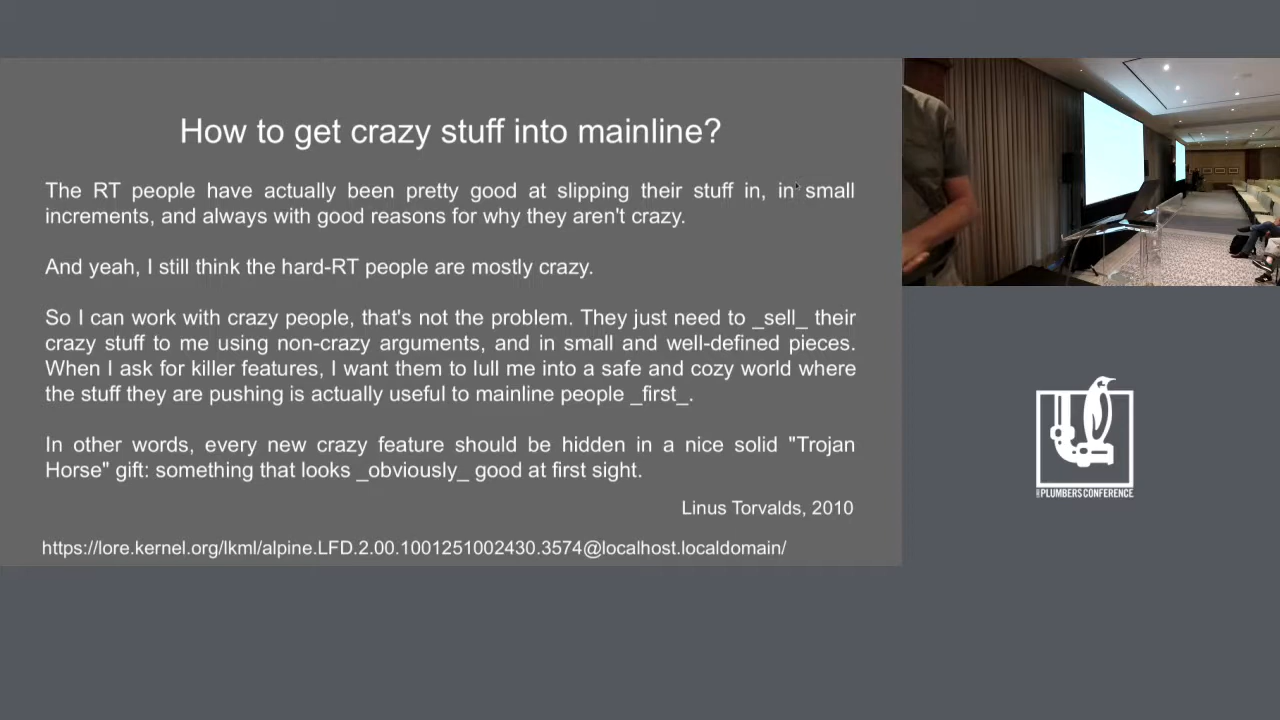 How to get crazy stuff into mainline?
The RT people have actually been pretty good at slipping their stuff in, in small
increments, and always with good reasons for why they aren't crazy.
And yeah, I still think the hard-RT people are mostly crazy.
So I can work with crazy people, that's not the problem. They just need to _sell_ their
crazy stuff to me using non-crazy arguments, and in small and well-defined pieces.
When I ask for killer features, I want them to lull me into a safe and cozy world where
the stuff they are pushing is actually useful to mainline people _first_.
In other words, every new crazy feature should be hidden in a nice solid "Trojan
Horse" gift: something that looks _obviously_ good at first sight.
Linus Torvalds, 2010
https://lore.kernel.org/lkml/alpine.LFD.2.00.1001251002430.3574@localhost.localdomain/
PLUMBERS CONFERENCE